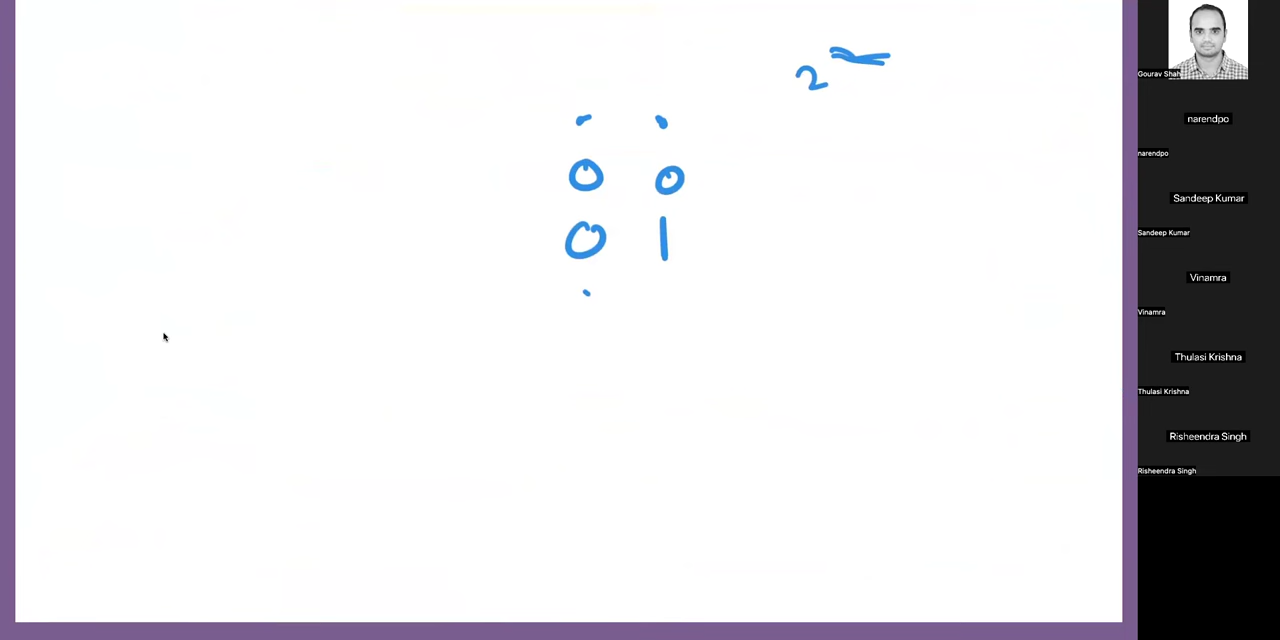 2
0 0
0 1
Gourav Shah
narendpo
narendpo
Sandeep Kumar
Sandeep Kumar
Vinamra
Vinamra
Thulasi Krishna
Thulasi Krishna
Risheendra Singh
Risheendra Singh